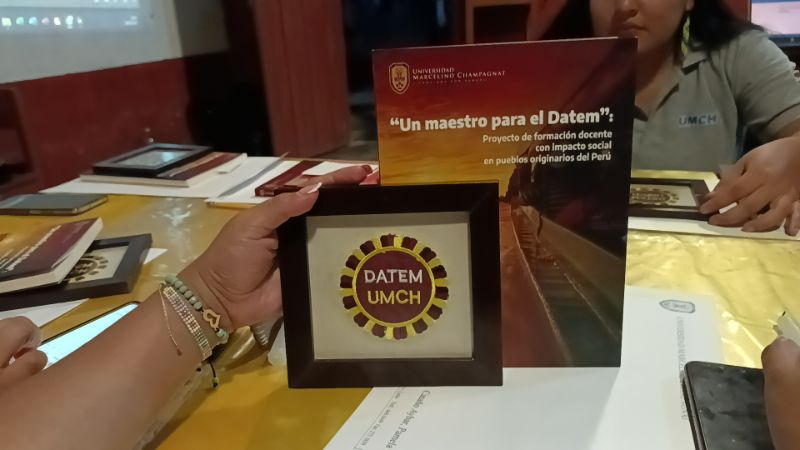 UNIVERSIDAD
MARCELINO CHAMPAGNAT
“Un maestro para el Datem”:
Proyecto de formación docente
con impacto social
en pueblos originarios del Perú
UMCH
DATEM
UMCH
Pamela